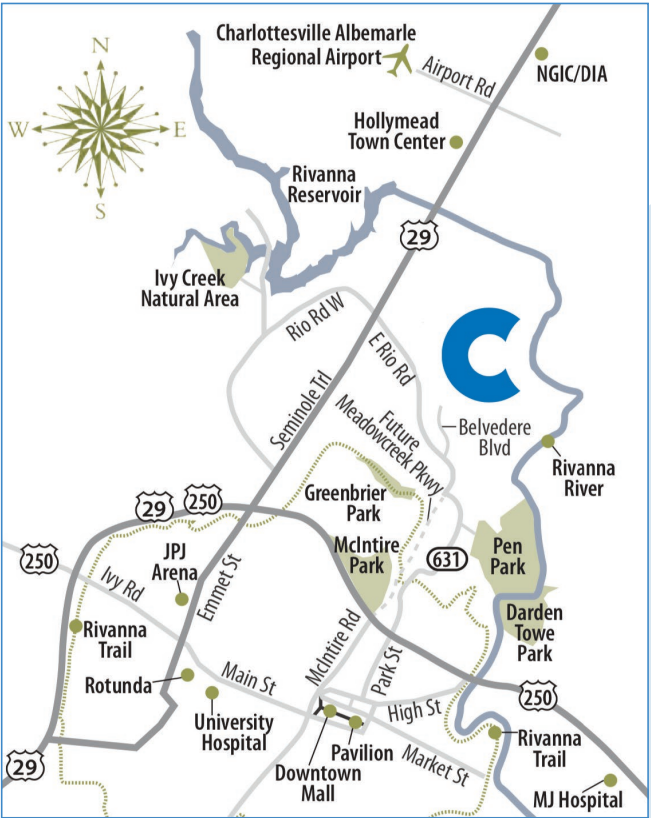 Charlottesville Albemarle
Regional Airport
N
W
E
S
Airport Rd
NGIC/DIA
Hollymead
Town Center
Rivanna
Reservoir
29
Ivy Creek
Natural Area
Rio Rd W
E Rio Rd
C
Seminole Trl
Future
Meadowcreek Pkwy
Belvedere
Blvd
Rivanna
River
Greenbrier
Park
29
250
250
JPJ
Arena
McIntire
Park
631
Pen
Park
Ivy Rd
Emmet St
Darden
Towe
Park
Rivanna
Trail
McIntire Rd
Park St
Rotunda
Main St
University
Hospital
High St
250
Pavilion
Downtown
Mall
Market St
Rivanna
Trail
29
MJ Hospital